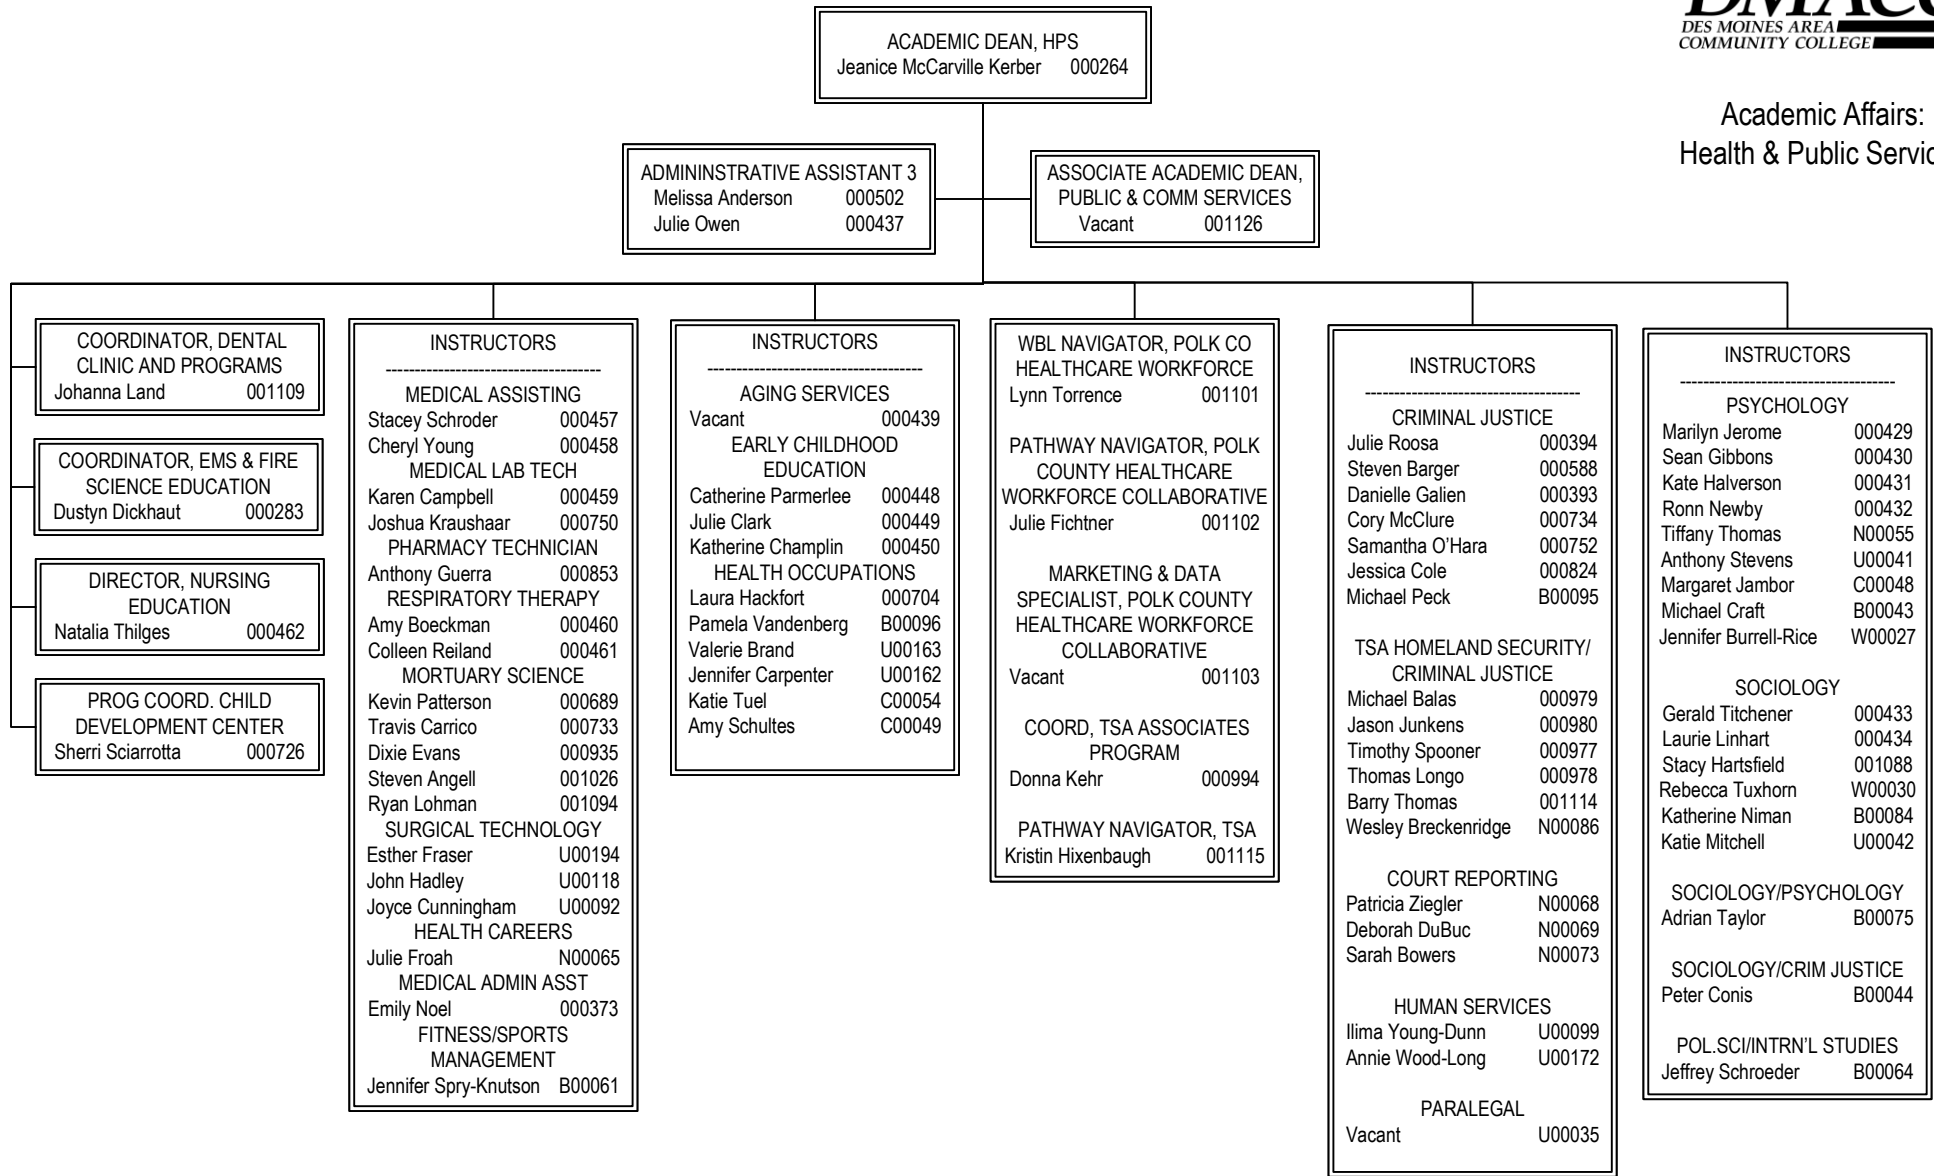 DES MOINES AREA
COMMUNITY COLLEGE
Academic Affairs:
Health & Public
ACADEMIC DEAN, HPS
Jeanice McCarville Kerber 000264
ADMININSTRATIVE ASSISTANT 3
Melissa Anderson 000502
Julie Owen 000437
ASSOCIATE ACADEMIC DEAN,
PUBLIC & COMM SERVICES
Vacant 001126
COORDINATOR, DENTAL
CLINIC AND PROGRAMS
Johanna Land 001109
COORDINATOR, EMS & FIRE
SCIENCE EDUCATION
Dustyn Dickhaut 000283
DIRECTOR, NURSING
EDUCATION
Natalia Thilges 000462
PROG COORD. CHILD
DEVELOPMENT CENTER
Sherri Sciarrotta 000726
INSTRUCTORS
-------------------------------------
MEDICAL ASSISTING
Stacey Schroder 000457
Cheryl Young 000458
MEDICAL LAB TECH
Karen Campbell 000459
Joshua Kraushaar 000750
PHARMACY TECHNICIAN
Anthony Guerra 000853
RESPIRATORY THERAPY
Amy Boeckman 000460
Colleen Reiland 000461
MORTUARY SCIENCE
Kevin Patterson 000689
Travis Carrico 000733
Dixie Evans 000935
Steven Angell 001026
Ryan Lohman 001094
SURGICAL TECHNOLOGY
Esther Fraser U00194
John Hadley U00118
Joyce Cunningham U00092
HEALTH CAREERS
Julie Froah N00065
MEDICAL ADMIN ASST
Emily Noel 000373
FITNESS/SPORTS
MANAGEMENT
Jennifer Spry-Knutson B00061
INSTRUCTORS
-------------------------------------
AGING SERVICES
Vacant 000439
EARLY CHILDHOOD
EDUCATION
Catherine Parmerlee 000448
Julie Clark 000449
Katherine Champlin 000450
HEALTH OCCUPATIONS
Laura Hackfort 000704
Pamela Vandenberg B00096
Valerie Brand U00163
Jennifer Carpenter U00162
Katie Tuel C00054
Amy Schultes C00049
WBL NAVIGATOR, POLK CO
HEALTHCARE WORKFORCE
Lynn Torrence 001101
PATHWAY NAVIGATOR, POLK
COUNTY HEALTHCARE
WORKFORCE COLLABORATIVE
Julie Fichtner 001102
MARKETING & DATA
SPECIALIST, POLK COUNTY
HEALTHCARE WORKFORCE
COLLABORATIVE
Vacant 001103
COORD, TSA ASSOCIATES
PROGRAM
Donna Kehr 000994
PATHWAY NAVIGATOR, TSA
Kristin Hixenbaugh 001115
INSTRUCTORS
-------------------------------------
CRIMINAL JUSTICE
Julie Roosa 000394
Steven Barger 000588
Danielle Galien 000393
Cory McClure 000734
Samantha O’Hara 000752
Jessica Cole 000824
Michael Peck B00095
TSA HOMELAND SECURITY/
CRIMINAL JUSTICE
Michael Balas 000979
Jason Junkens 000980
Timothy Spooner 000977
Thomas Longo 000978
Barry Thomas 001114
Wesley Breckenridge N00086
COURT REPORTING
Patricia Ziegler N00068
Deborah DuBuc N00069
Sarah Bowers N00073
HUMAN SERVICES
Ilima Young-Dunn U00099
Annie Wood-Long U00172
PARALEGAL
Vacant U00035
INSTRUCTORS
-------------------------------------
PSYCHOLOGY
Marilyn Jerome 000429
Sean Gibbons 000430
Kate Halverson 000431
Ronn Newby 000432
Tiffany Thomas N00055
Anthony Stevens U00041
Margaret Jambor C00048
Michael Craft B00043
Jennifer Burrell-Rice W00027
SOCIOLOGY
Gerald Titchener 000433
Laurie Linhart 000434
Stacy Hartsfield 001088
Rebecca Tuxhorn W00030
Katherine Niman B00084
Katie Mitchell U00042
SOCIOLOGY/PSYCHOLOGY
Adrian Taylor B00075
SOCIOLOGY/CRIM JUSTICE
Peter Conis B00044
POL.SCI/INTRN’L STUDIES
Jeffrey Schroeder B00064